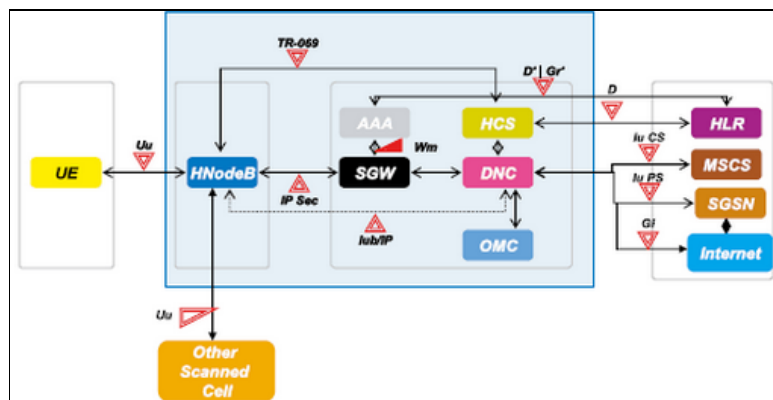 TR-069
D' | Gr'
D
AAA
HCS
HLR
Uu
Iu CS
Wm
UE
HNodeB
SGW
DNC
MSCS
Iu PS
IP Sec
SGSN
Iub/IP
Gi
OMC
Internet
Uu
Other
Scanned
Cell